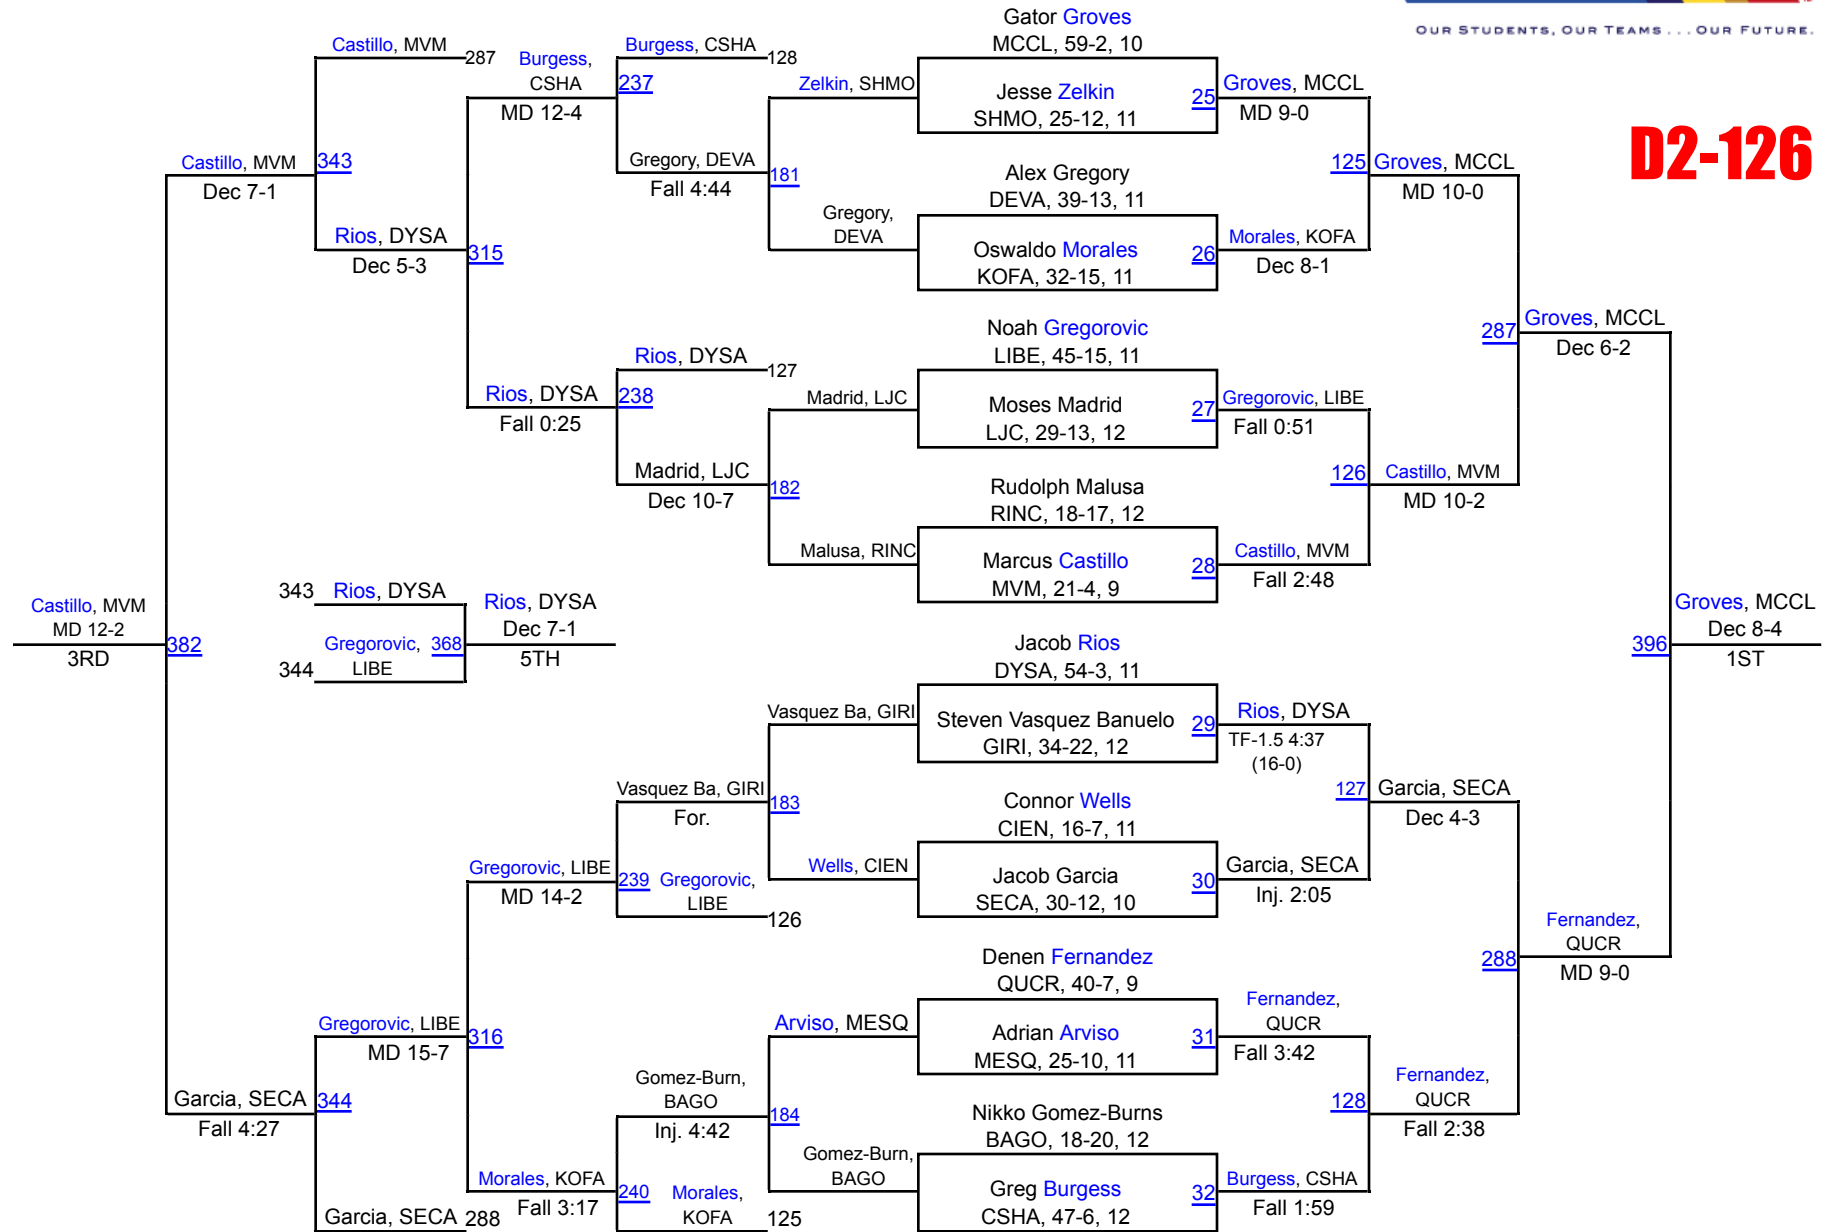 OUR STUDENTS, OUR TEAMS . . . OUR FUTURE.
D2-126
Gator Groves
MCCL, 59-2, 10
Jesse Zelkin
SHMO, 25-12, 11
25
Alex Gregory
DEVA, 39-13, 11
Oswaldo Morales
KOFA, 32-15, 11
26
Noah Gregorovic
LIBE, 45-15, 11
Moses Madrid
LJC, 29-13, 12
27
Rudolph Malusa
RINC, 18-17, 12
Marcus Castillo
MVM, 21-4, 9
28
Jacob Rios
DYSA, 54-3, 11
Steven Vasquez Banuelo
GIRI, 34-22, 12
29
Connor Wells
CIEN, 16-7, 11
Jacob Garcia
SECA, 30-12, 10
30
Denen Fernandez
QUCR, 40-7, 9
Adrian Arviso
MESQ, 25-10, 11
31
Nikko Gomez-Burns
BAGO, 18-20, 12
Greg Burgess
CSHA, 47-6, 12
32
Groves, MCCL
MD 9-0
125
Morales, KOFA
Dec 8-1
Gregorovic, LIBE
Fall 0:51
126
Castillo, MVM
Fall 2:48
Rios, DYSA
TF-1.5 4:37
(16-0)
127
Garcia, SECA
Inj. 2:05
Fernandez,
QUCR
Fall 3:42
128
Burgess, CSHA
Fall 1:59
Groves, MCCL
MD 10-0
287
Castillo, MVM
MD 10-2
Garcia, SECA
Dec 4-3
288
Fernandez,
QUCR
Fall 2:38
Groves, MCCL
Dec 6-2
396
Fernandez,
QUCR
MD 9-0
Groves, MCCL
Dec 8-4
1ST
Zelkin, SHMO
181
Gregory,
DEVA
Madrid, LJC
182
Malusa, RINC
Vasquez Ba, GIRI
183
Wells, CIEN
Arviso, MESQ
184
Gomez-Burn,
BAGO
Burgess, CSHA
128
237
Gregory, DEVA
Fall 4:44
Rios, DYSA
127
238
Madrid, LJC
Dec 10-7
Vasquez Ba, GIRI
For.
239
Gregorovic,
LIBE
126
Gomez-Burn,
BAGO
Inj. 4:42
240
Morales,
KOFA
125
Burgess,
CSHA
MD 12-4
315
Rios, DYSA
Fall 0:25
Gregorovic, LIBE
MD 14-2
316
Morales, KOFA
Fall 3:17
Castillo, MVM
287
343
Rios, DYSA
Dec 5-3
Gregorovic, LIBE
MD 15-7
344
Garcia, SECA
288
Castillo, MVM
Dec 7-1
382
Garcia, SECA
Fall 4:27
Castillo, MVM
MD 12-2
3RD
343
Rios, DYSA
344
Gregorovic,
LIBE
368
Rios, DYSA
Dec 7-1
5TH